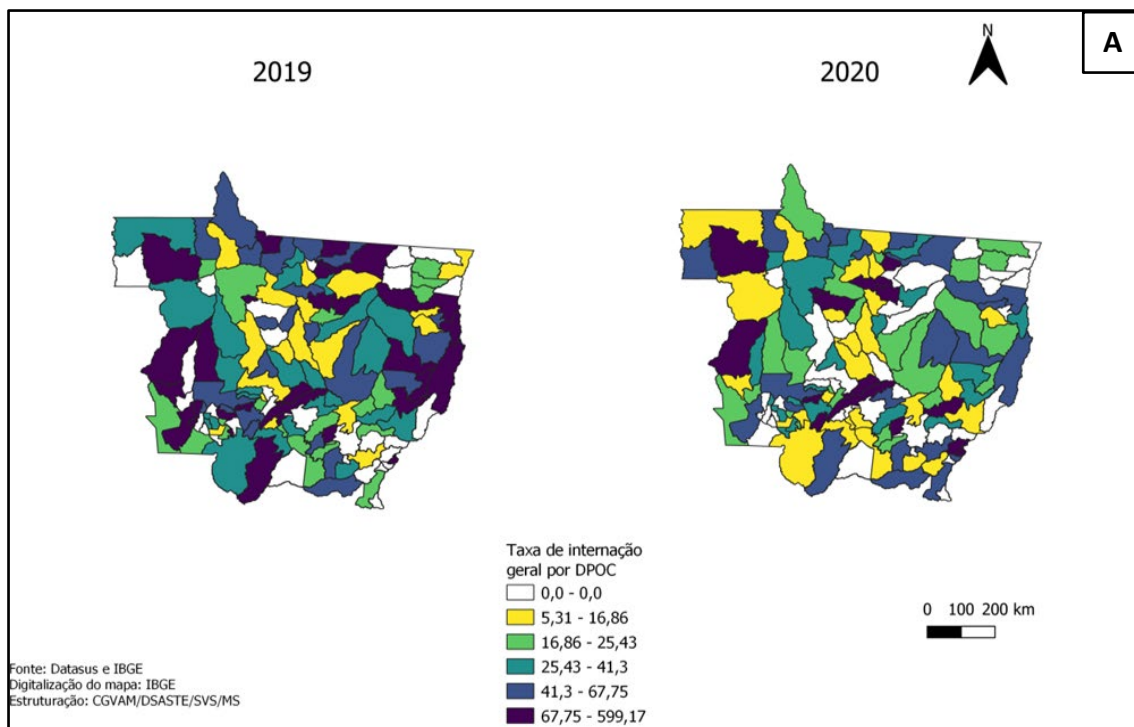 A
N
2019
2020
Taxa de internação
geral por DPOC
0,0 - 0,0
5,31 - 16,86
16,86 - 25,43
25,43 - 41,3
41,3 - 67,75
67,75 - 599,17
0 100 200 km
Fonte: Datasus e IBGE
Digitalização do mapa: IBGE
Estruturação: CGVAM/DSASTE/SVS/MS